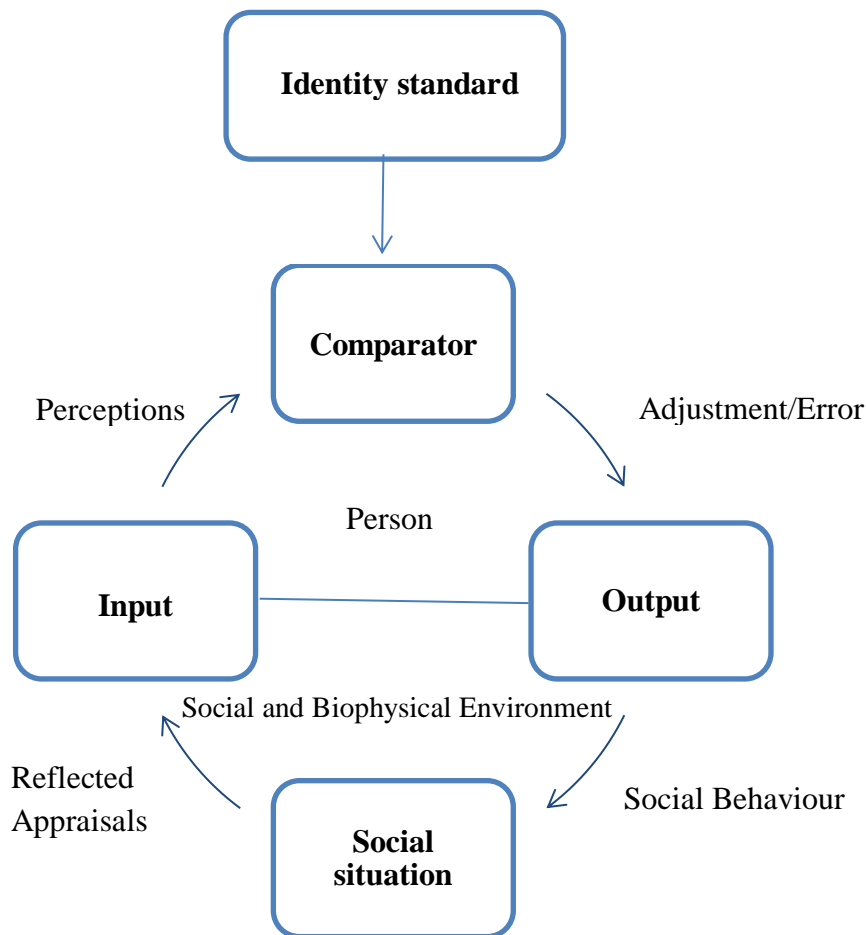 Identity standard
Comparator
Perceptions
Adjustment/Error
Person
Input
Output
Social and Biophysical Environment
Reflected
Appraisals
Social Behaviour
Social
situation